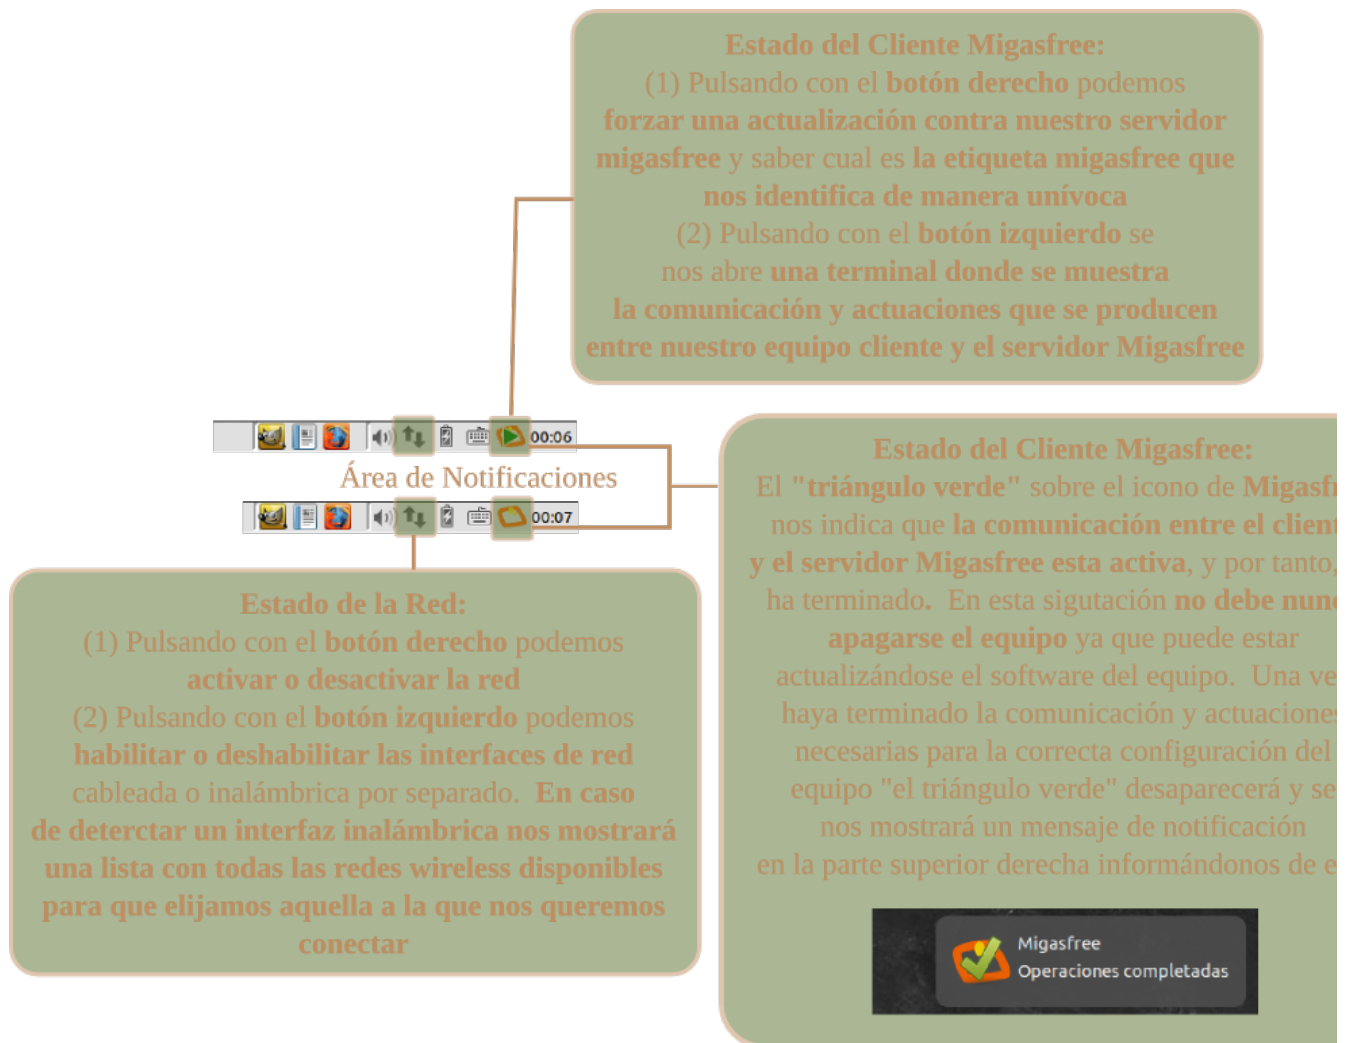 Estado del Cliente Migasfree:
(1) Pulsando con el botón derecho podemos
forzar una actualización contra nuestro servidor
migasfree y saber cual es la etiqueta migasfree que
nos identifica de manera unívoca
(2) Pulsando con el botón izquierdo se
nos abre una terminal donde se muestra
la comunicación y actuaciones que se producen
entre nuestro equipo cliente y el servidor Migasfree
00:06
Área de Notificaciones
00:07
Estado de la Red:
(1) Pulsando con el botón derecho podemos
activar o desactivar la red
(2) Pulsando con el botón izquierdo podemos
habilitar o deshabilitar las interfaces de red
cableada o inalámbrica por separado. En caso
de deterctar un interfaz inalámbrica nos mostrará
una lista con todas las redes wireless disponibles
para que elijamos aquella a la que nos queremos
conectar
Estado del Cliente Migasfree:
El "triángulo verde" sobre el icono de
nos indica que la comunicación entre el
y el servidor Migasfree esta activa, y por tanto,
ha terminado. En esta sigutación no debe
apagarse el equipo ya que puede estar
actualizándose el software del equipo. Una
haya terminado la comunicación y actuaciones
necesarias para la correcta configuración del
equipo "el triángulo verde" desaparecerá y se
nos mostrará un mensaje de notificación
en la parte superior derecha informándonos de
Migasfree
Operaciones completadas